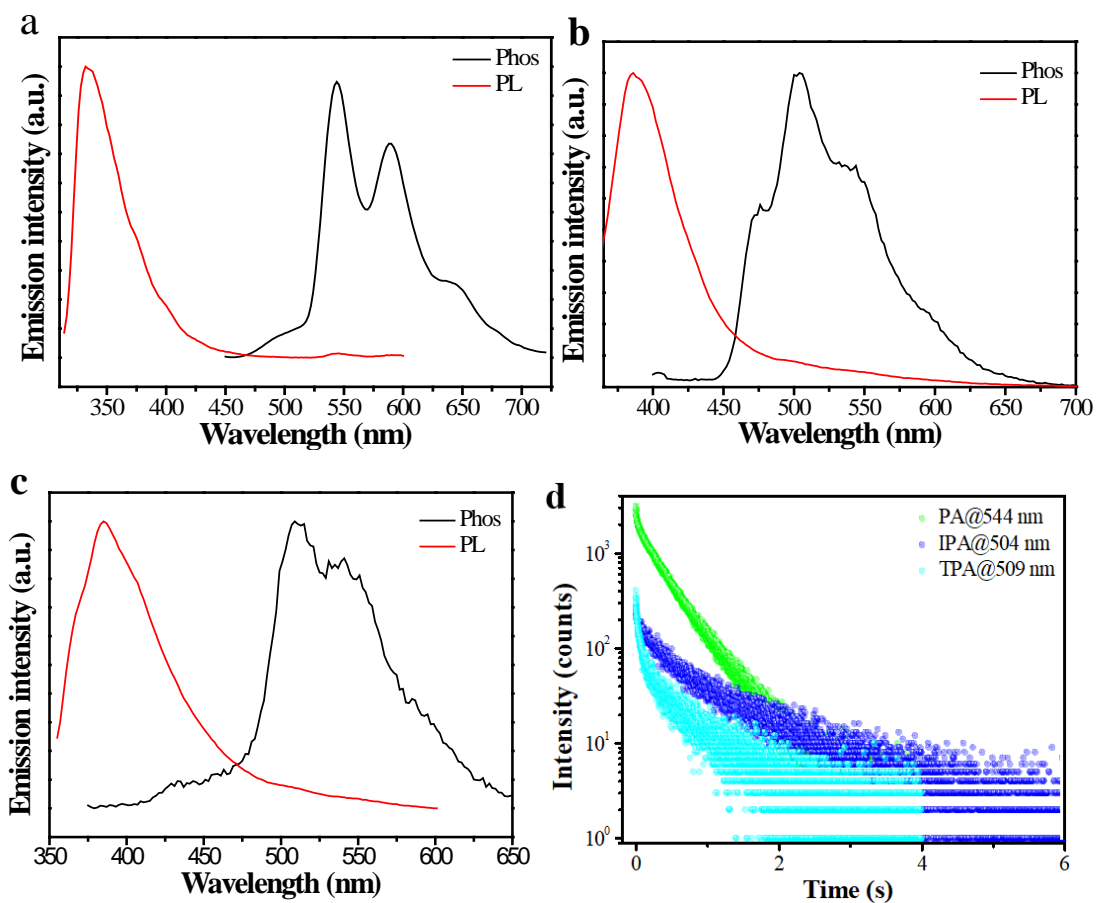 a
Phos
PL
Emission intensity (a.u.)
350 400 450 500 550 600 650 700
Wavelength (nm)
b
Phos
PL
Emission intensity (a.u.)
400 450 500 550 600 650 700
Wavelength (nm)
c
Phos
PL
Emission intensity (a.u.)
350 400 450 500 550 600 650
Wavelength (nm)
d
PA@544 nm
IPA@504 nm
TPA@509 nm
Intensity (counts)
10³
10²
10¹
10⁰
0 2 4 6
Time (s)